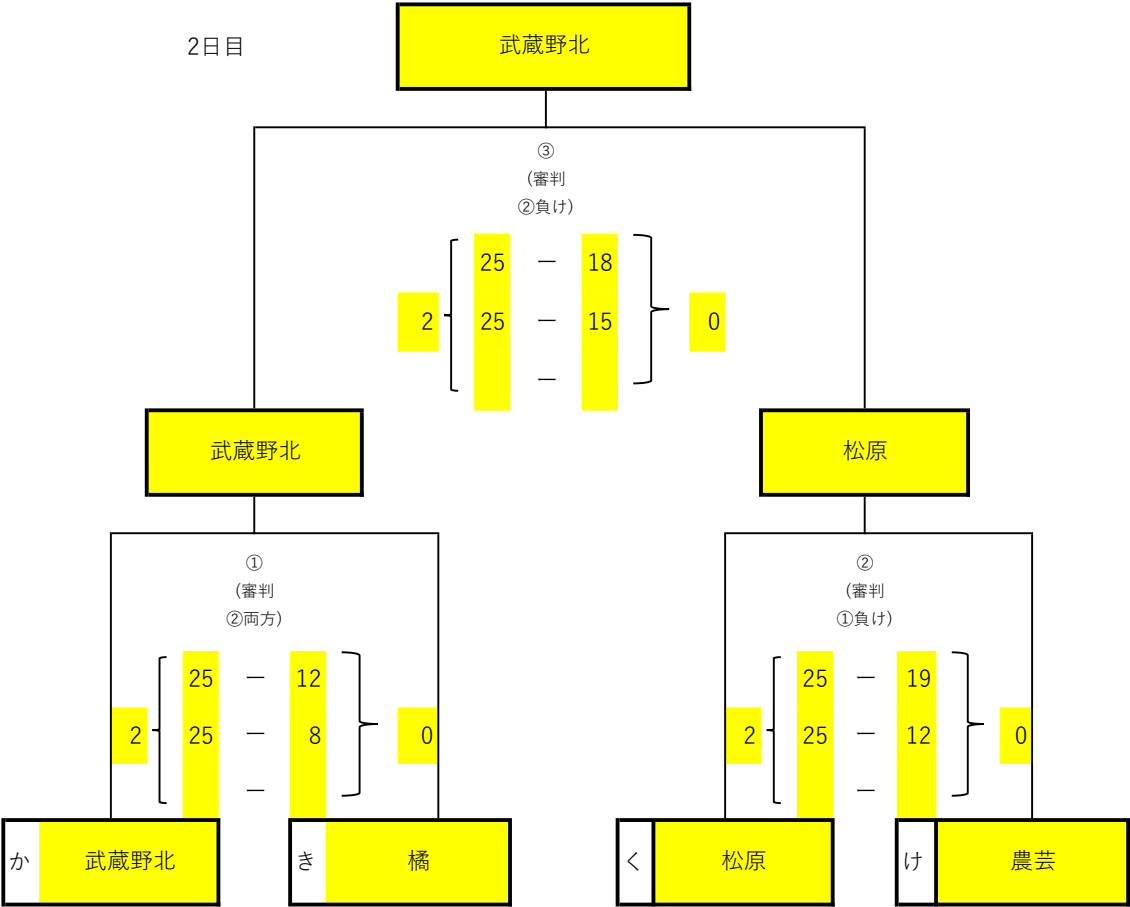 2日目
武蔵野北
③
(審判
②負け)
25 ー 18
2 25 ー 15 0
ー
武蔵野北 松原
① ②
(審判 (審判
②両方) ①負け)
25 ー 12 25 ー 19
2 25 ー 8 0 2 25 ー 12 0
ー ー
か 武蔵野北 き 橘 く 松原 け 農芸